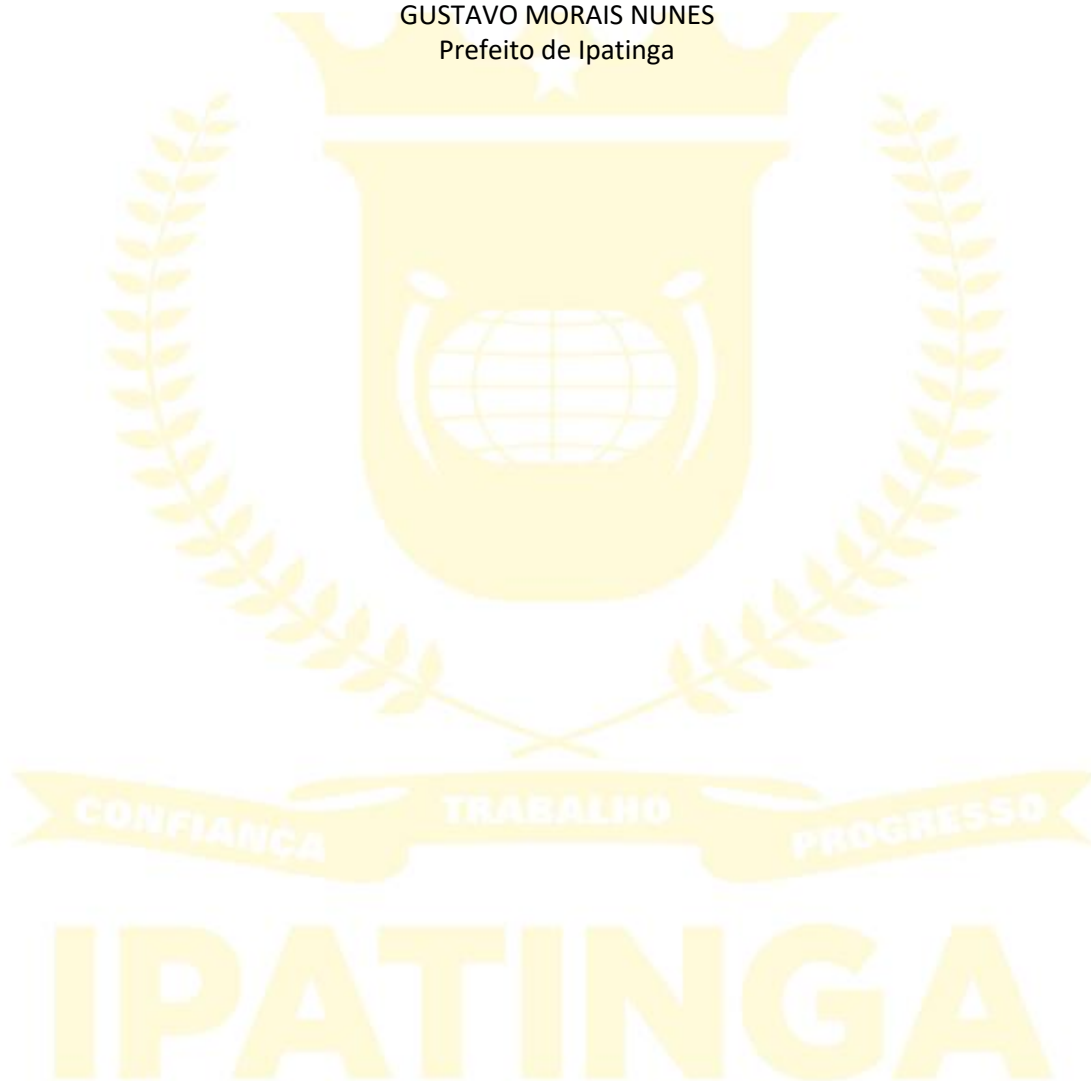 GUSTAVO MORAIS NUNES
Prefeito de Ipatinga
CONFIANÇA TRABALHO PROGRESSO
IPATINGA